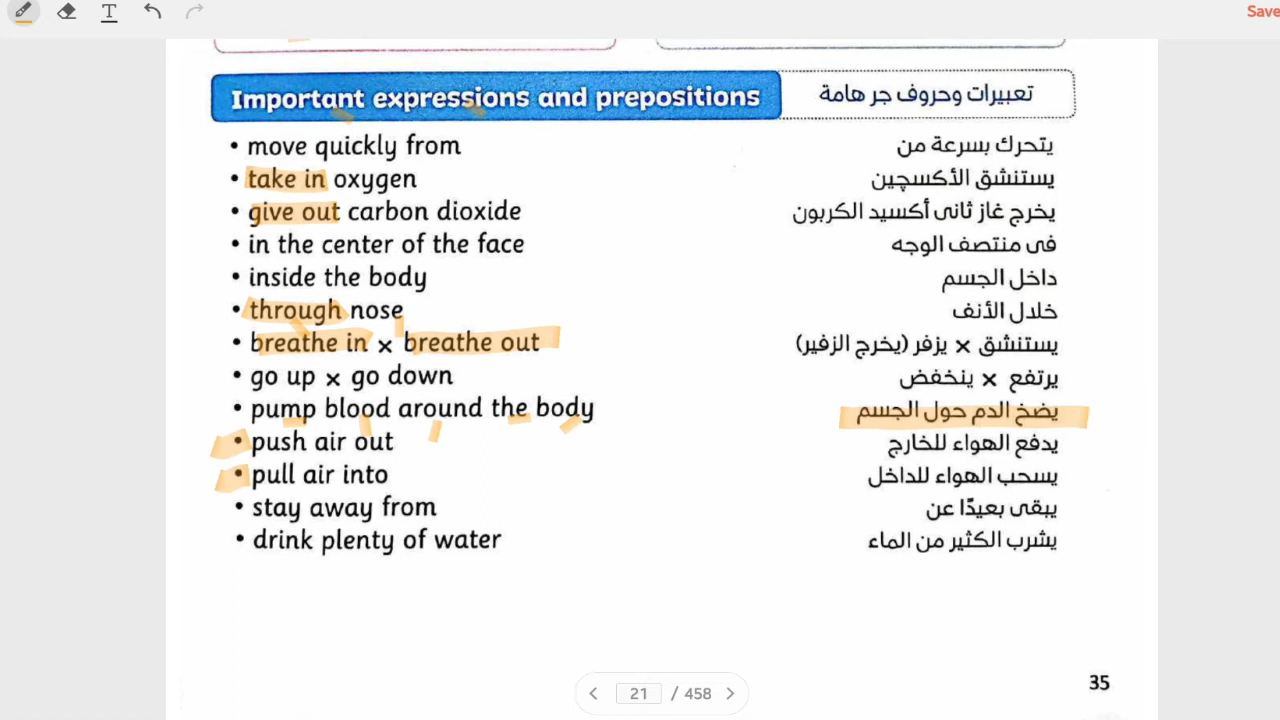 T
Save
Important expressions and prepositions
تعبيرات وحروف جر هامة
• move quickly from
يتحرك بسرعة من
• take in oxygen
يستنشق الأكسچين
• give out carbon dioxide
يخرج غاز ثانى أكسيد الكربون
• in the center of the face
فى منتصف الوجه
• inside the body
داخل الجسم
• through nose
خلال الأنف
• breathe in × breathe out
يستنشق × يزفر (يخرج الزفير)
• go up × go down
يرتفع × ينخفض
• pump blood around the body
يضخ الدم حول الجسم
• push air out
يدفع الهواء للخارج
• pull air into
يسحب الهواء للداخل
• stay away from
يبقى بعيدًا عن
• drink plenty of water
يشرب الكثير من الماء
35
21 / 458